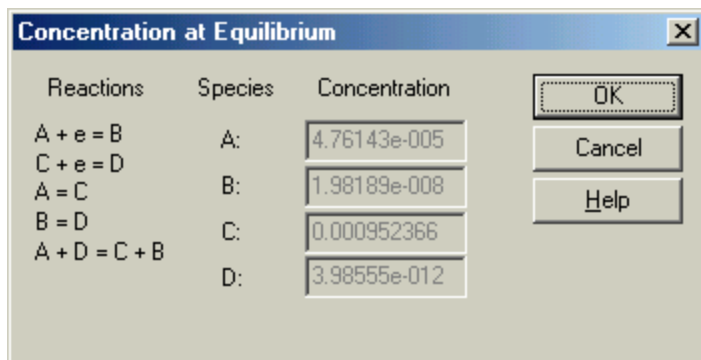 Concentration at Equilibrium
Reactions Species Concentration
A + e = B
C + e = D
A = C
B = D
A + D = C + B
A: 4.76143e-005
B: 1.98189e-008
C: 0.000952366
D: 3.98555e-012
OK
Cancel
Help